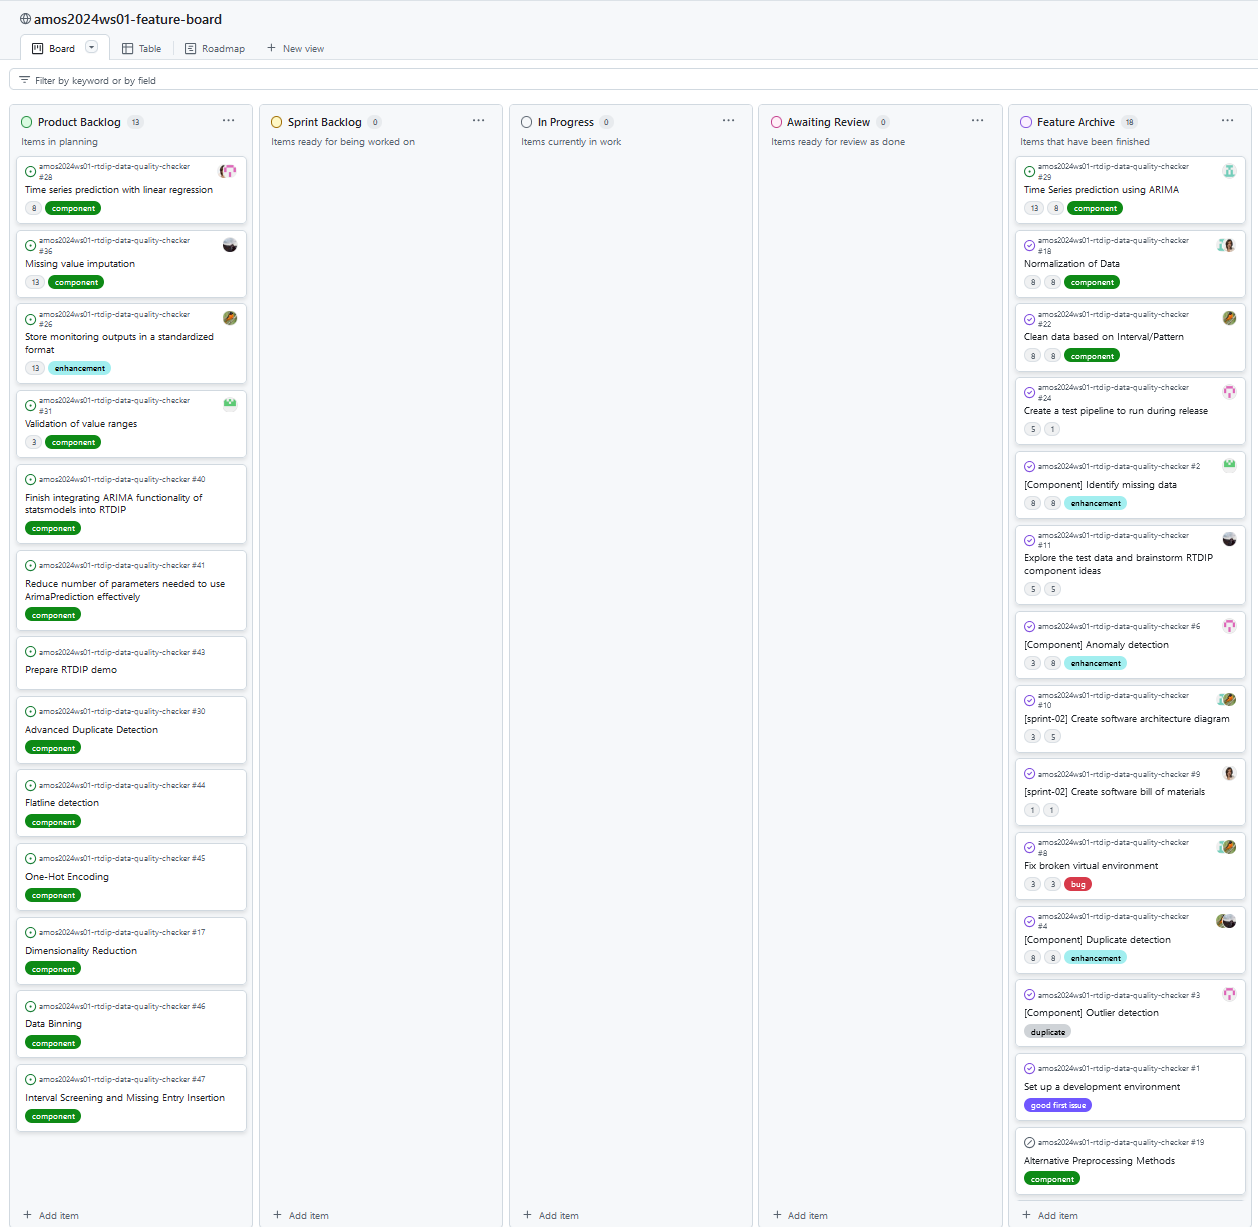 amos2024ws01-feature-board
Board
Table
Roadmap
New view
Filter by keyword or by field
Product Backlog 13
Items in planning
amos2024ws01-rtdip-data-quality-checker
#28
Time series prediction with linear regression
8 component
amos2024ws01-rtdip-data-quality-checker
#36
Missing value imputation
13 component
amos2024ws01-rtdip-data-quality-checker
#26
Store monitoring outputs in a standardized
format
13 enhancement
amos2024ws01-rtdip-data-quality-checker
#31
Validation of value ranges
3 component
amos2024ws01-rtdip-data-quality-checker #40
Finish integrating ARIMA functionality of
statsmodels into RTDIP
component
amos2024ws01-rtdip-data-quality-checker #41
Reduce number of parameters needed to use
ArimaPrediction effectively
component
amos2024ws01-rtdip-data-quality-checker #43
Prepare RTDIP demo
amos2024ws01-rtdip-data-quality-checker #30
Advanced Duplicate Detection
component
amos2024ws01-rtdip-data-quality-checker #44
Flatline detection
component
amos2024ws01-rtdip-data-quality-checker #45
One-Hot Encoding
component
amos2024ws01-rtdip-data-quality-checker #17
Dimensionality Reduction
component
amos2024ws01-rtdip-data-quality-checker #46
Data Binning
component
amos2024ws01-rtdip-data-quality-checker #47
Interval Screening and Missing Entry Insertion
component
+ Add item
Sprint Backlog 0
Items ready for being worked on
+ Add item
In Progress 0
Items currently in work
+ Add item
Awaiting Review 0
Items ready for review as done
+ Add item
Feature Archive 18
Items that have been finished
amos2024ws01-rtdip-data-quality-checker
#29
Time Series prediction using ARIMA
13 8 component
amos2024ws01-rtdip-data-quality-checker
#18
Normalization of Data
8 8 component
amos2024ws01-rtdip-data-quality-checker
#22
Clean data based on Interval/Pattern
8 8 component
amos2024ws01-rtdip-data-quality-checker
#24
Create a test pipeline to run during release
5 1
amos2024ws01-rtdip-data-quality-checker #2
[Component] Identify missing data
8 8 enhancement
amos2024ws01-rtdip-data-quality-checker
#11
Explore the test data and brainstorm RTDIP
component ideas
5 5
amos2024ws01-rtdip-data-quality-checker #6
[Component] Anomaly detection
3 8 enhancement
amos2024ws01-rtdip-data-quality-checker
#10
[sprint-02] Create software architecture diagram
3 5
amos2024ws01-rtdip-data-quality-checker #9
[sprint-02] Create software bill of materials
1 1
amos2024ws01-rtdip-data-quality-checker
#8
Fix broken virtual environment
3 3 bug
amos2024ws01-rtdip-data-quality-checker
#4
[Component] Duplicate detection
8 8 enhancement
amos2024ws01-rtdip-data-quality-checker #3
[Component] Outlier detection
duplicate
amos2024ws01-rtdip-data-quality-checker #1
Set up a development environment
good first issue
amos2024ws01-rtdip-data-quality-checker #19
Alternative Preprocessing Methods
component
+ Add item